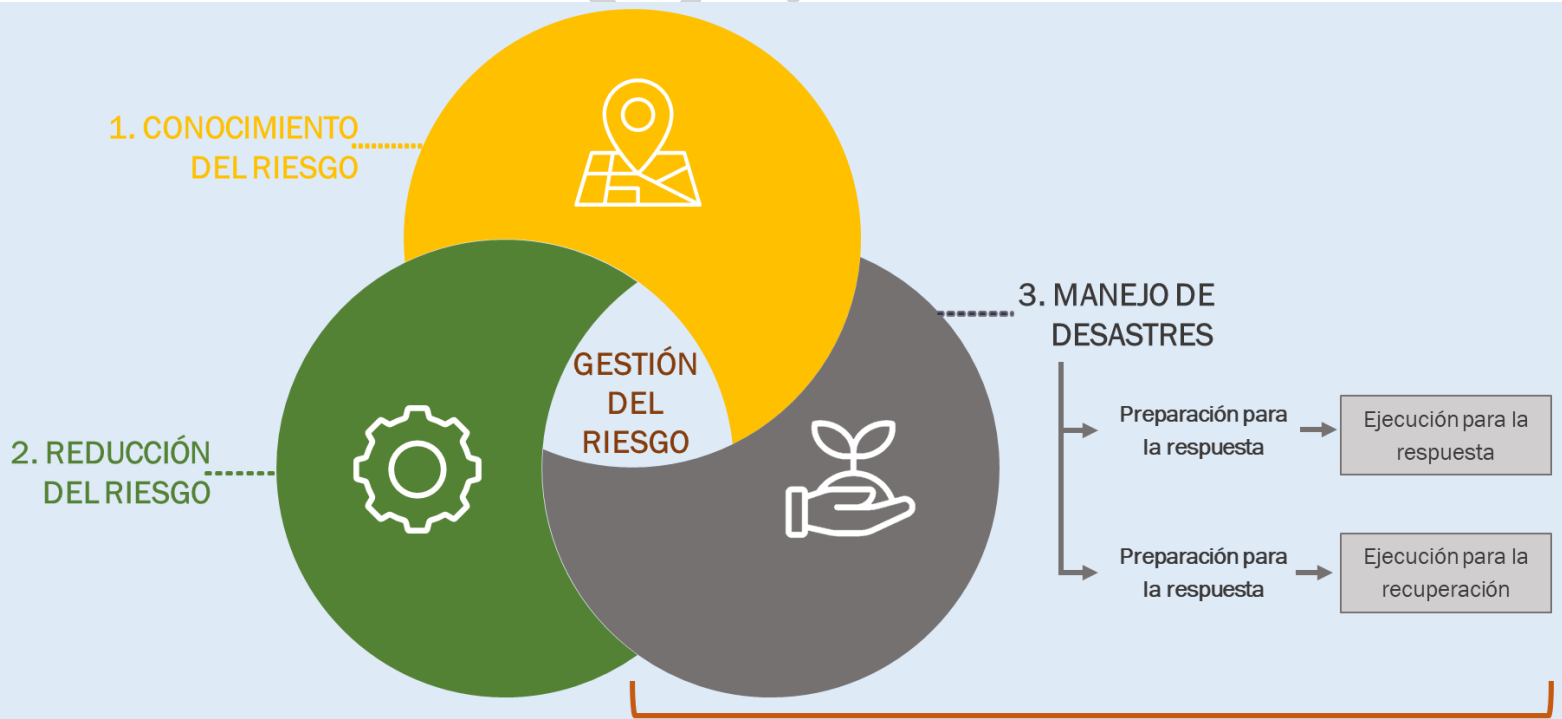 1. CONOCIMIENTO
DEL RIESGO
2. REDUCCIÓN
DEL RIESGO
GESTIÓN
DEL
RIESGO
3. MANEJO DE
DESASTRES
Preparación para
la respuesta
Ejecución para la
respuesta
Preparación para
la respuesta
Ejecución para la
recuperación